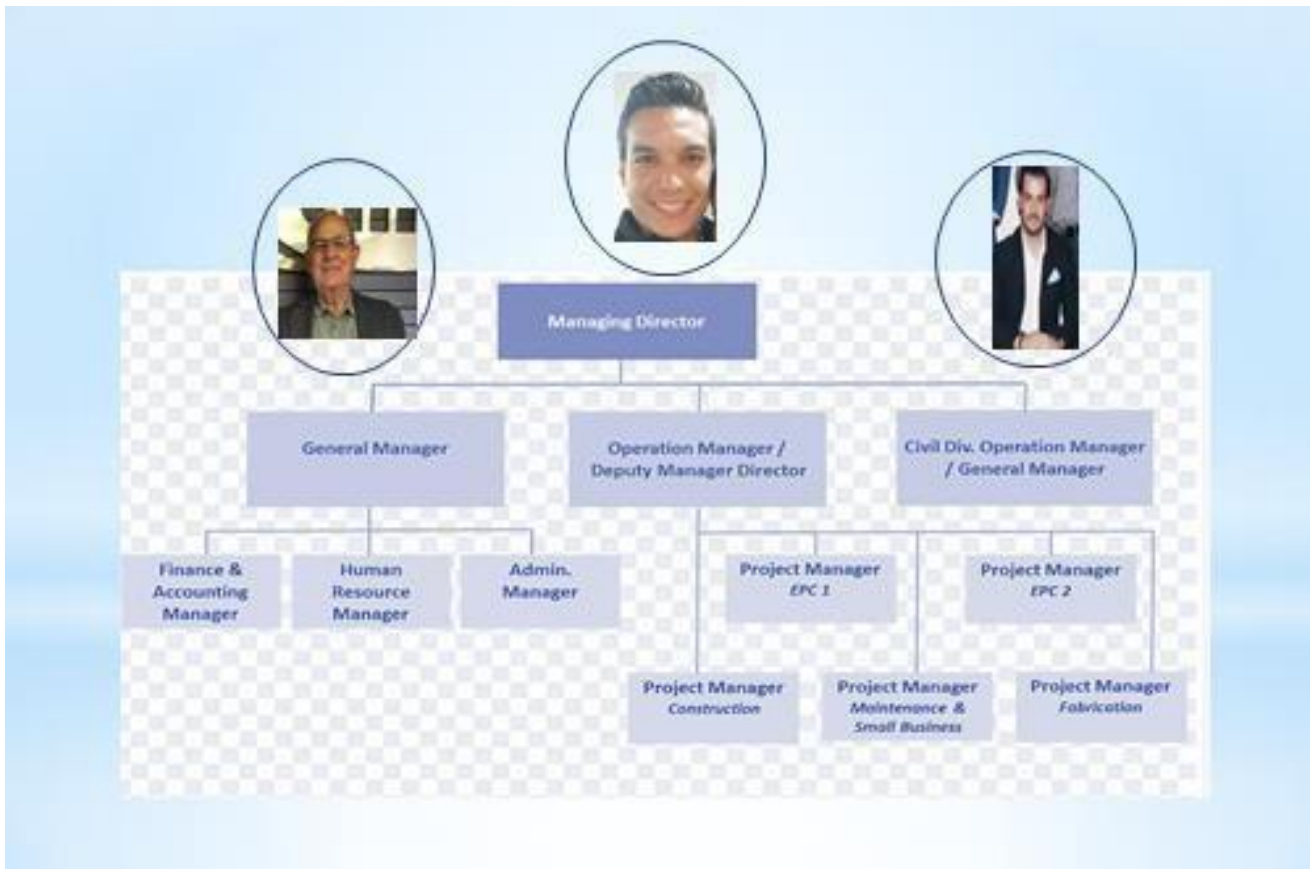 Managing Director
General Manager
Operation Manager /
Deputy Manager Director
Civil Div. Operation Manager
/ General Manager
Finance &
Accounting
Manager
Human
Resource
Manager
Admin.
Manager
Project Manager
EPC 1
Project Manager
EPC 2
Project Manager
Construction
Project Manager
Maintenance &
Small Business
Project Manager
Fabrication